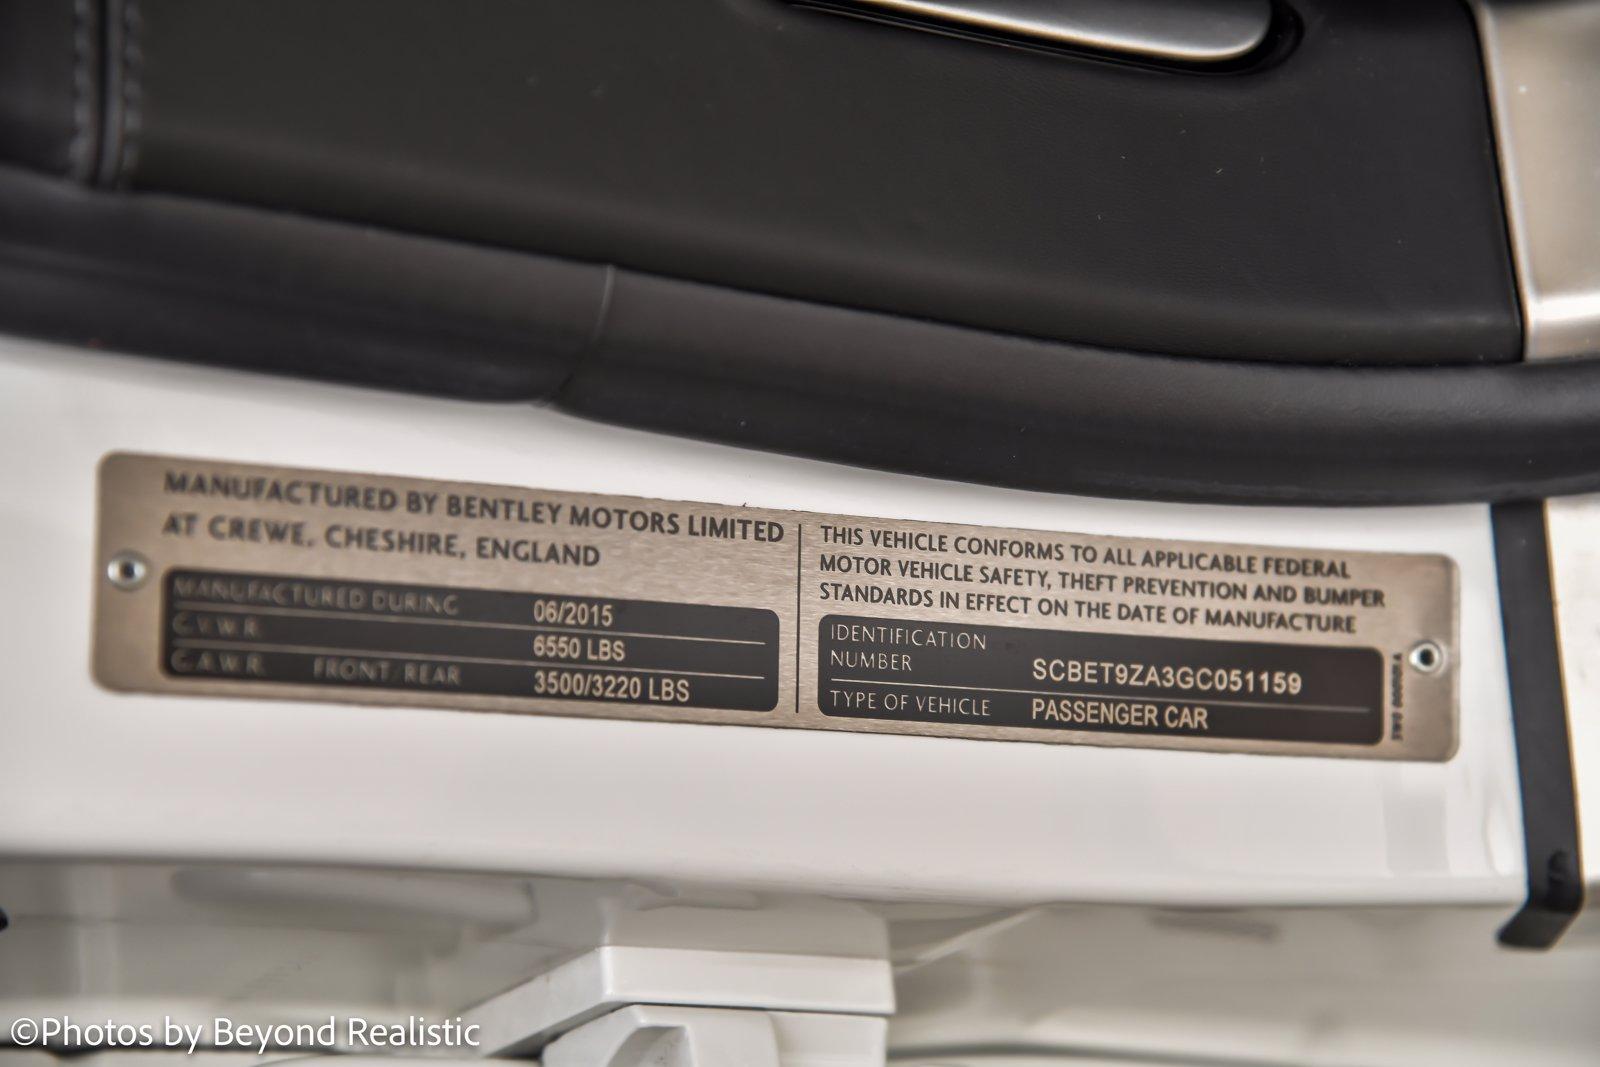 MANUFACTURED BY BENTLEY MOTORS LIMITED
AT CREWE, CHESHIRE, ENGLAND
MANUFACTURED DURING 06/2015
G.V.W.R. 6550 LBS
G.A.W.R. FRONT/REAR 3500/3220 LBS
THIS VEHICLE CONFORMS TO ALL APPLICABLE FEDERAL
MOTOR VEHICLE SAFETY, THEFT PREVENTION AND BUMPER
STANDARDS IN EFFECT ON THE DATE OF MANUFACTURE
IDENTIFICATION
NUMBER SCBET9ZA3GC051159
TYPE OF VEHICLE PASSENGER CAR
©Photos by Beyond Realistic